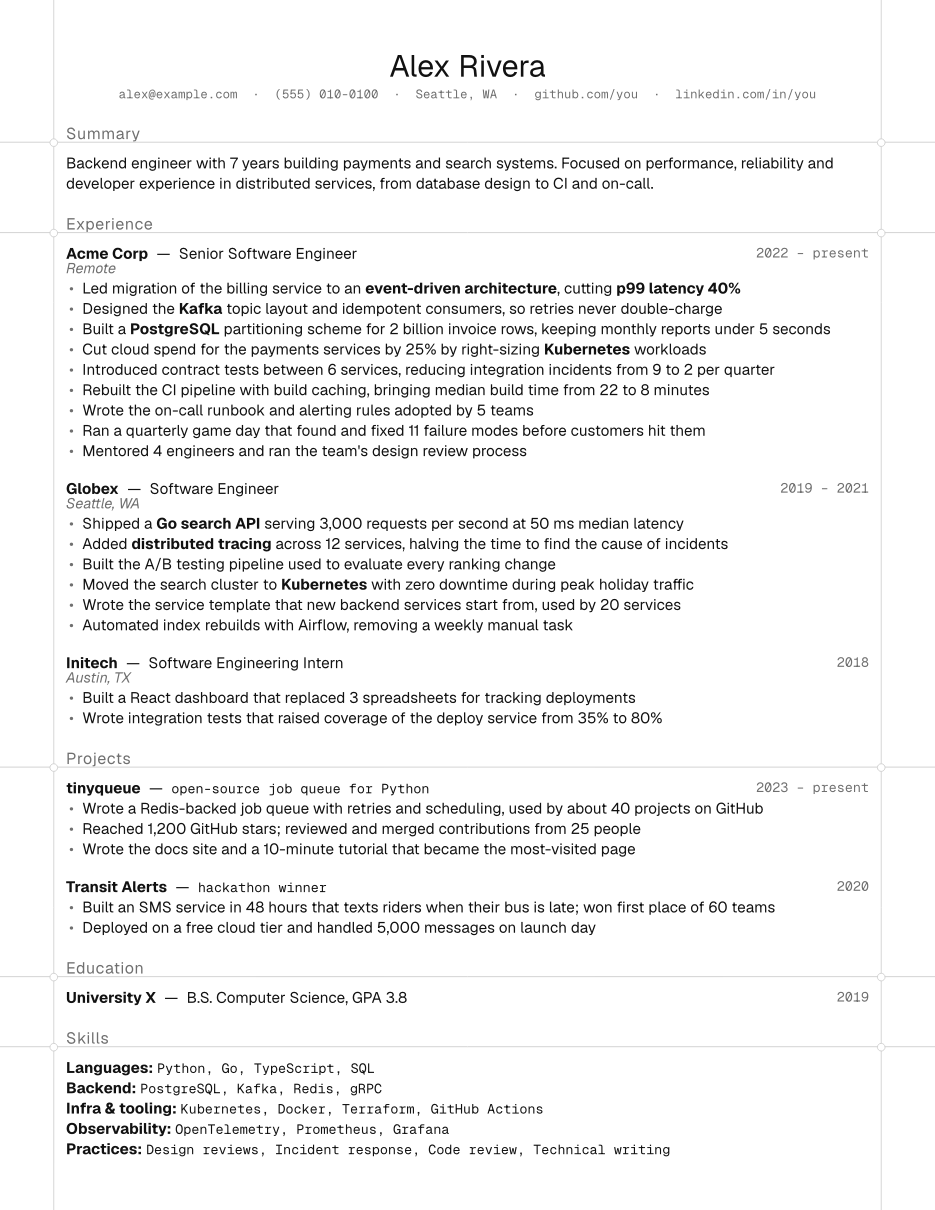 Alex Rivera
alex@example.com · (555) 010-0100 · Seattle, WA · github.com/you · linkedin.com/in/you
Summary
Backend engineer with 7 years building payments and search systems. Focused on performance, reliability and
developer experience in distributed services, from database design to CI and on-call.
Experience
Acme Corp — Senior Software Engineer 2022 – present
Remote
• Led migration of the billing service to an event-driven architecture, cutting p99 latency 40%
• Designed the Kafka topic layout and idempotent consumers, so retries never double-charge
• Built a PostgreSQL partitioning scheme for 2 billion invoice rows, keeping monthly reports under 5 seconds
• Cut cloud spend for the payments services by 25% by right-sizing Kubernetes workloads
• Introduced contract tests between 6 services, reducing integration incidents from 9 to 2 per quarter
• Rebuilt the CI pipeline with build caching, bringing median build time from 22 to 8 minutes
• Wrote the on-call runbook and alerting rules adopted by 5 teams
• Ran a quarterly game day that found and fixed 11 failure modes before customers hit them
• Mentored 4 engineers and ran the team's design review process
Globex — Software Engineer 2019 – 2021
Seattle, WA
• Shipped a Go search API serving 3,000 requests per second at 50 ms median latency
• Added distributed tracing across 12 services, halving the time to find the cause of incidents
• Built the A/B testing pipeline used to evaluate every ranking change
• Moved the search cluster to Kubernetes with zero downtime during peak holiday traffic
• Wrote the service template that new backend services start from, used by 20 services
• Automated index rebuilds with Airflow, removing a weekly manual task
Initech — Software Engineering Intern 2018
Austin, TX
• Built a React dashboard that replaced 3 spreadsheets for tracking deployments
• Wrote integration tests that raised coverage of the deploy service from 35% to 80%
Projects
tinyqueue — open-source job queue for Python 2023 – present
• Wrote a Redis-backed job queue with retries and scheduling, used by about 40 projects on GitHub
• Reached 1,200 GitHub stars; reviewed and merged contributions from 25 people
• Wrote the docs site and a 10-minute tutorial that became the most-visited page
Transit Alerts — hackathon winner 2020
• Built an SMS service in 48 hours that texts riders when their bus is late; won first place of 60 teams
• Deployed on a free cloud tier and handled 5,000 messages on launch day
Education
University X — B.S. Computer Science, GPA 3.8 2019
Skills
Languages: Python, Go, TypeScript, SQL
Backend: PostgreSQL, Kafka, Redis, gRPC
Infra & tooling: Kubernetes, Docker, Terraform, GitHub Actions
Observability: OpenTelemetry, Prometheus, Grafana
Practices: Design reviews, Incident response, Code review, Technical writing